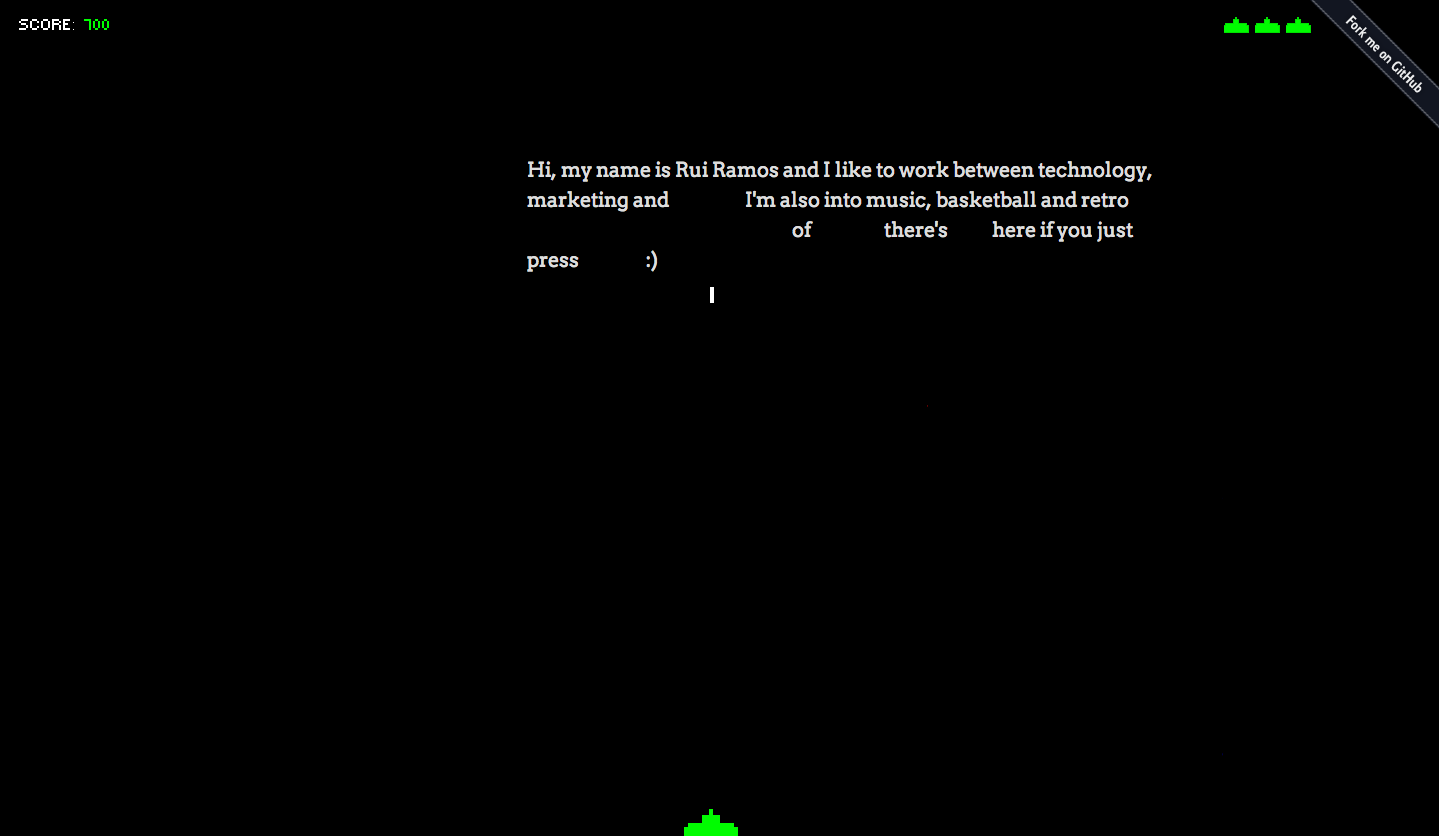 SCORE: 700
Fork me on GitHub
Hi, my name is Rui Ramos and I like to work between technology,
marketing and I'm also into music, basketball and retro
of there's here if you just
press :)